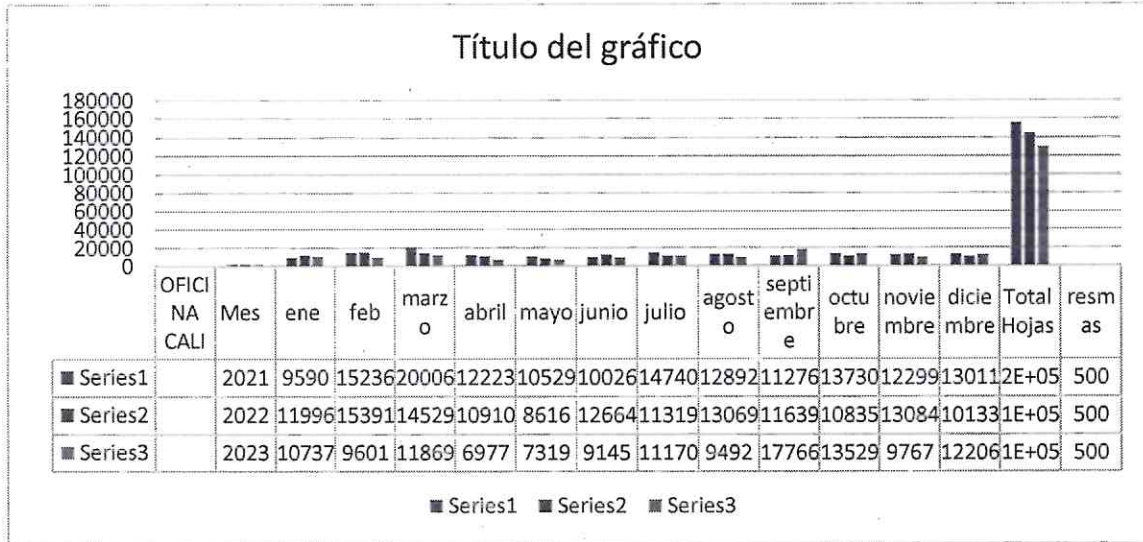 Título del gráfico
180000
160000
140000
120000
100000
80000
60000
40000
20000
0
OFICI NA CALI Mes ene feb marz o abril mayo junio julio agost o septi embr e octu bre novie mbre dicie mbre Total Hojas resm as
Series1 2021 9590 15236 20006 12223 10529 10026 14740 12892 11276 13730 12299 13011 2E+05 500
Series2 2022 11996 15391 14529 10910 8616 12664 11319 13069 11639 10835 13084 10133 1E+05 500
Series3 2023 10737 9601 11869 6977 7319 9145 11170 9492 17766 13529 9767 12206 1E+05 500
Series1 Series2 Series3